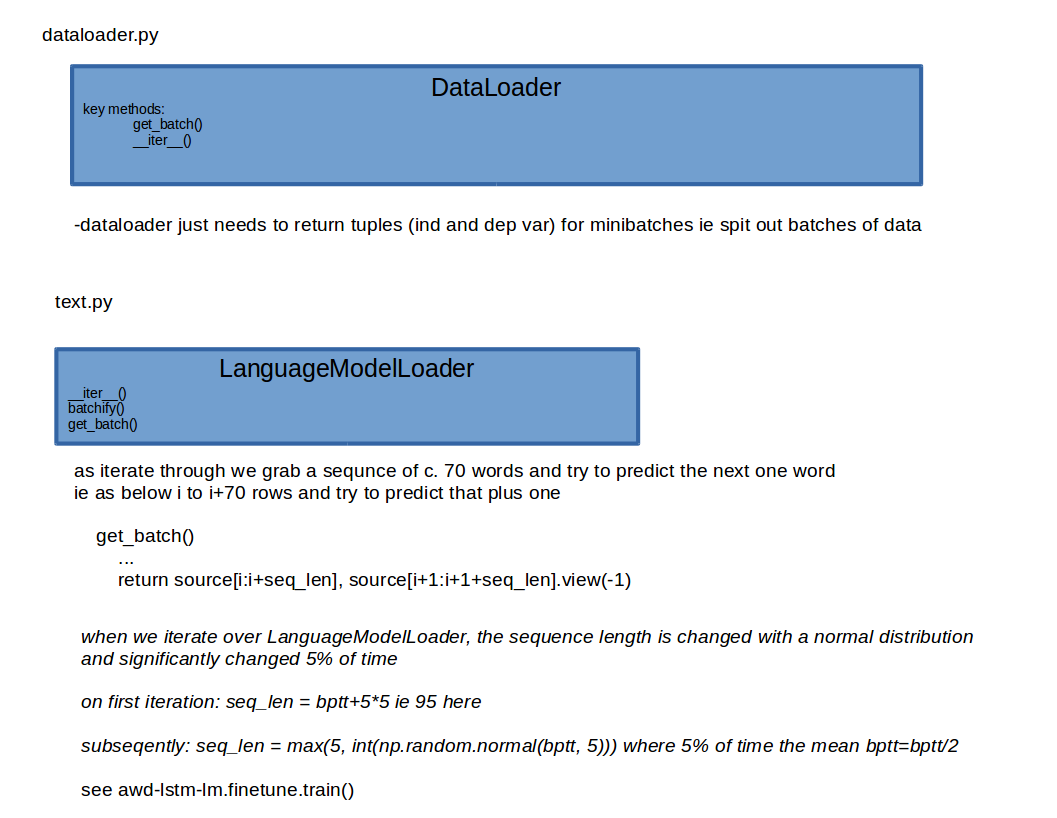 dataloader.py
DataLoader
key methods:
get_batch()
__iter__()
-dataloader just needs to return tuples (ind and dep var) for minibatches ie spit out batches of data
text.py
LanguageModelLoader
__iter__()
batchify()
get_batch()
as iterate through we grab a sequnce of c. 70 words and try to predict the next one word
ie as below i to i+70 rows and try to predict that plus one
get_batch()
...
return source[i:i+seq_len], source[i+1:i+1+seq_len].view(-1)
when we iterate over LanguageModelLoader, the sequence length is changed with a normal distribution
and significantly changed 5% of time
on first iteration: seq_len = bptt+5*5 ie 95 here
subseqently: seq_len = max(5, int(np.random.normal(bptt, 5))) where 5% of time the mean bptt=bptt/2
see awd-lstm-lm.finetune.train()